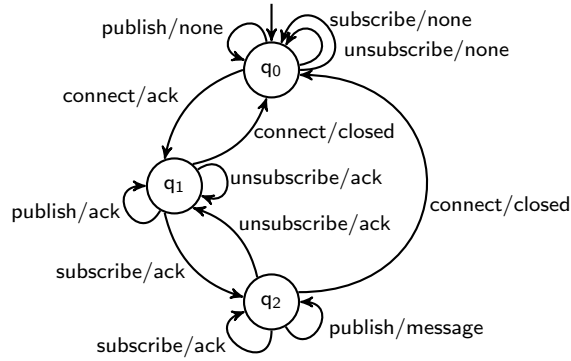 subscribe/none
publish/none
unsubscribe/none
q0
connect/ack
connect/closed
unsubscribe/ack
q1
publish/ack
connect/closed
unsubscribe/ack
subscribe/ack
q2
publish/message
subscribe/ack